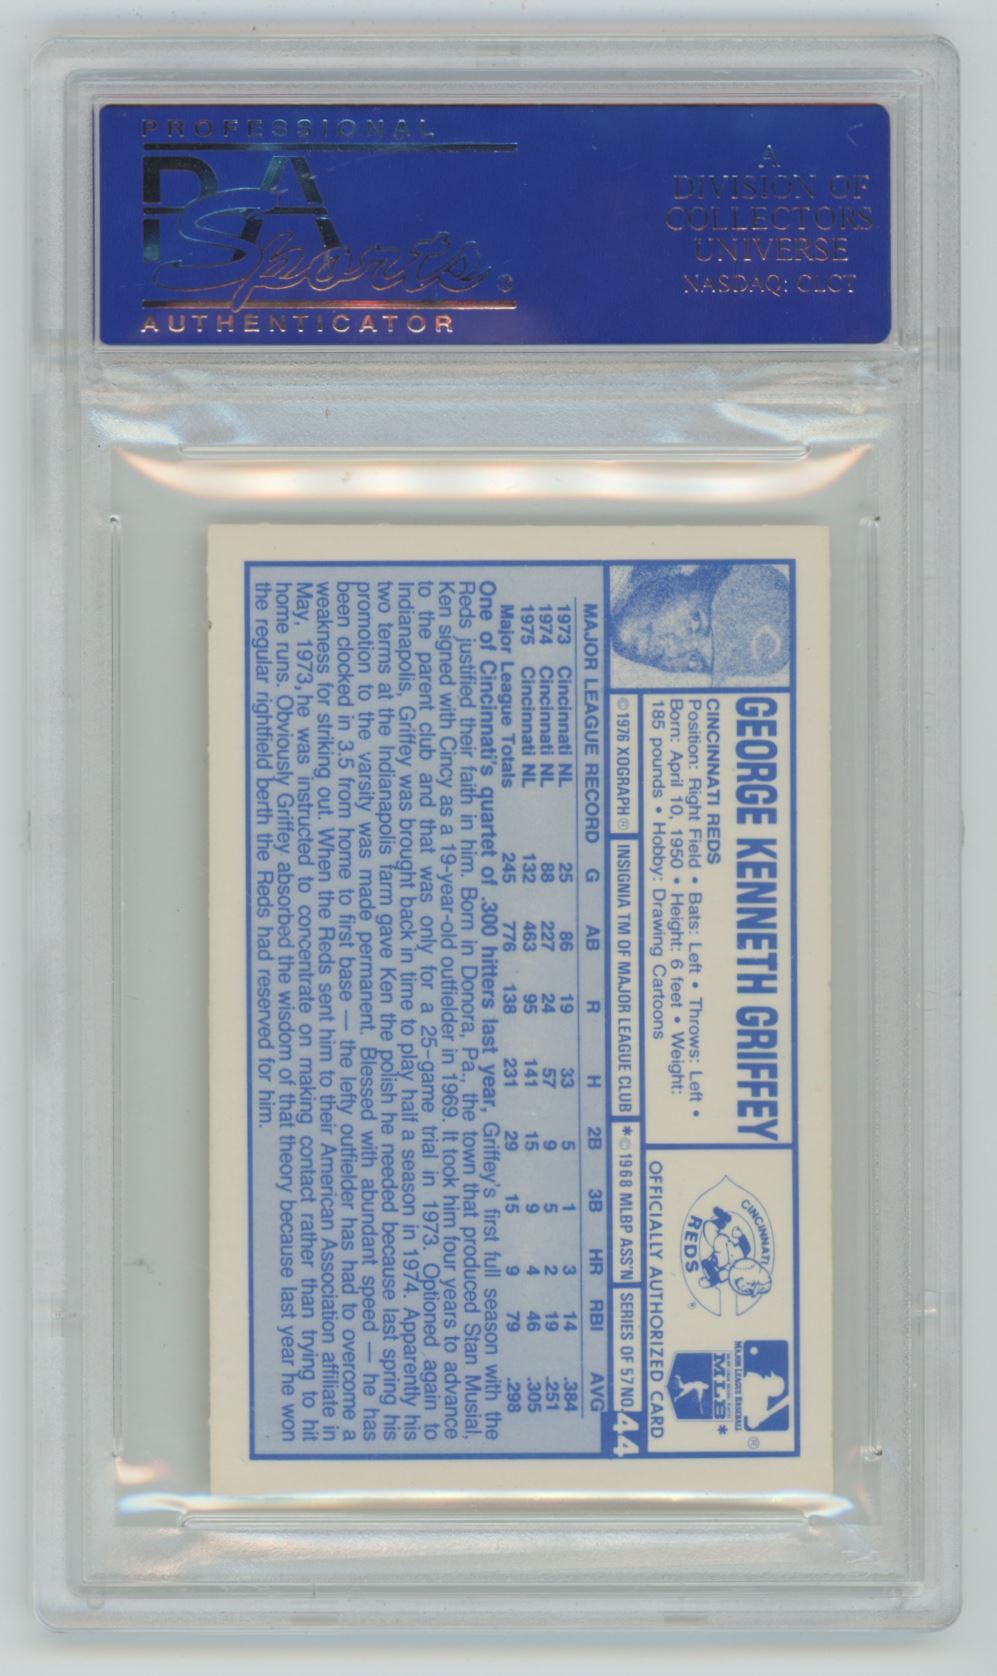 PROFESSIONAL
PSA
Sports ®
AUTHENTICATOR
A
DIVISION OF
COLLECTORS
UNIVERSE
NASDAQ: CLCT
GEORGE KENNETH GRIFFEY
CINCINNATI REDS
Position: Right Field • Bats: Left • Throws: Left •
Born: April 10, 1950 • Height: 6 feet • Weight:
185 pounds • Hobby: Drawing Cartoons
C
CINCINNATI
REDS
®
MAJOR LEAGUE BASEBALL
®
MLB*
OFFICIALLY AUTHORIZED CARD
© 1976 XOGRAPH® INSIGNIA TM OF MAJOR LEAGUE CLUB *© 1968 MLBP ASS'N SERIES OF 57 NO. 44
MAJOR LEAGUE RECORD G AB R H 2B 3B HR RBI AVG
1973 Cincinnati NL 25 86 19 33 5 1 3 14 .384
1974 Cincinnati NL 88 227 24 57 9 5 2 19 .251
1975 Cincinnati NL 132 463 95 141 15 9 4 46 .305
Major League Totals 245 776 138 231 29 15 9 79 .298
One of Cincinnati's quartet of .300 hitters last year, Griffey's first full season with the
Reds justified their faith in him. Born in Donora, Pa., the town that produced Stan Musial,
Ken signed with Cincy as a 19-year-old outfielder in 1969. It took him four years to advance
to the parent club and that was only for a 25-game trial in 1973. Optioned again to
Indianapolis, Griffey was brought back in time to play half a season in 1974. Apparently his
two terms at the Indianapolis farm gave Ken the polish he needed because last spring his
promotion to the varsity was made permanent. Blessed with abundant speed — he has
been clocked in 3.5 from home to first base — the lefty outfielder has had to overcome a
weakness for striking out. When the Reds sent him to their American Association affiliate in
May, 1973, he was instructed to concentrate on making contact rather than trying to hit
home runs. Obviously Griffey absorbed the wisdom of that theory because last year he won
the regular rightfield berth the Reds had reserved for him.